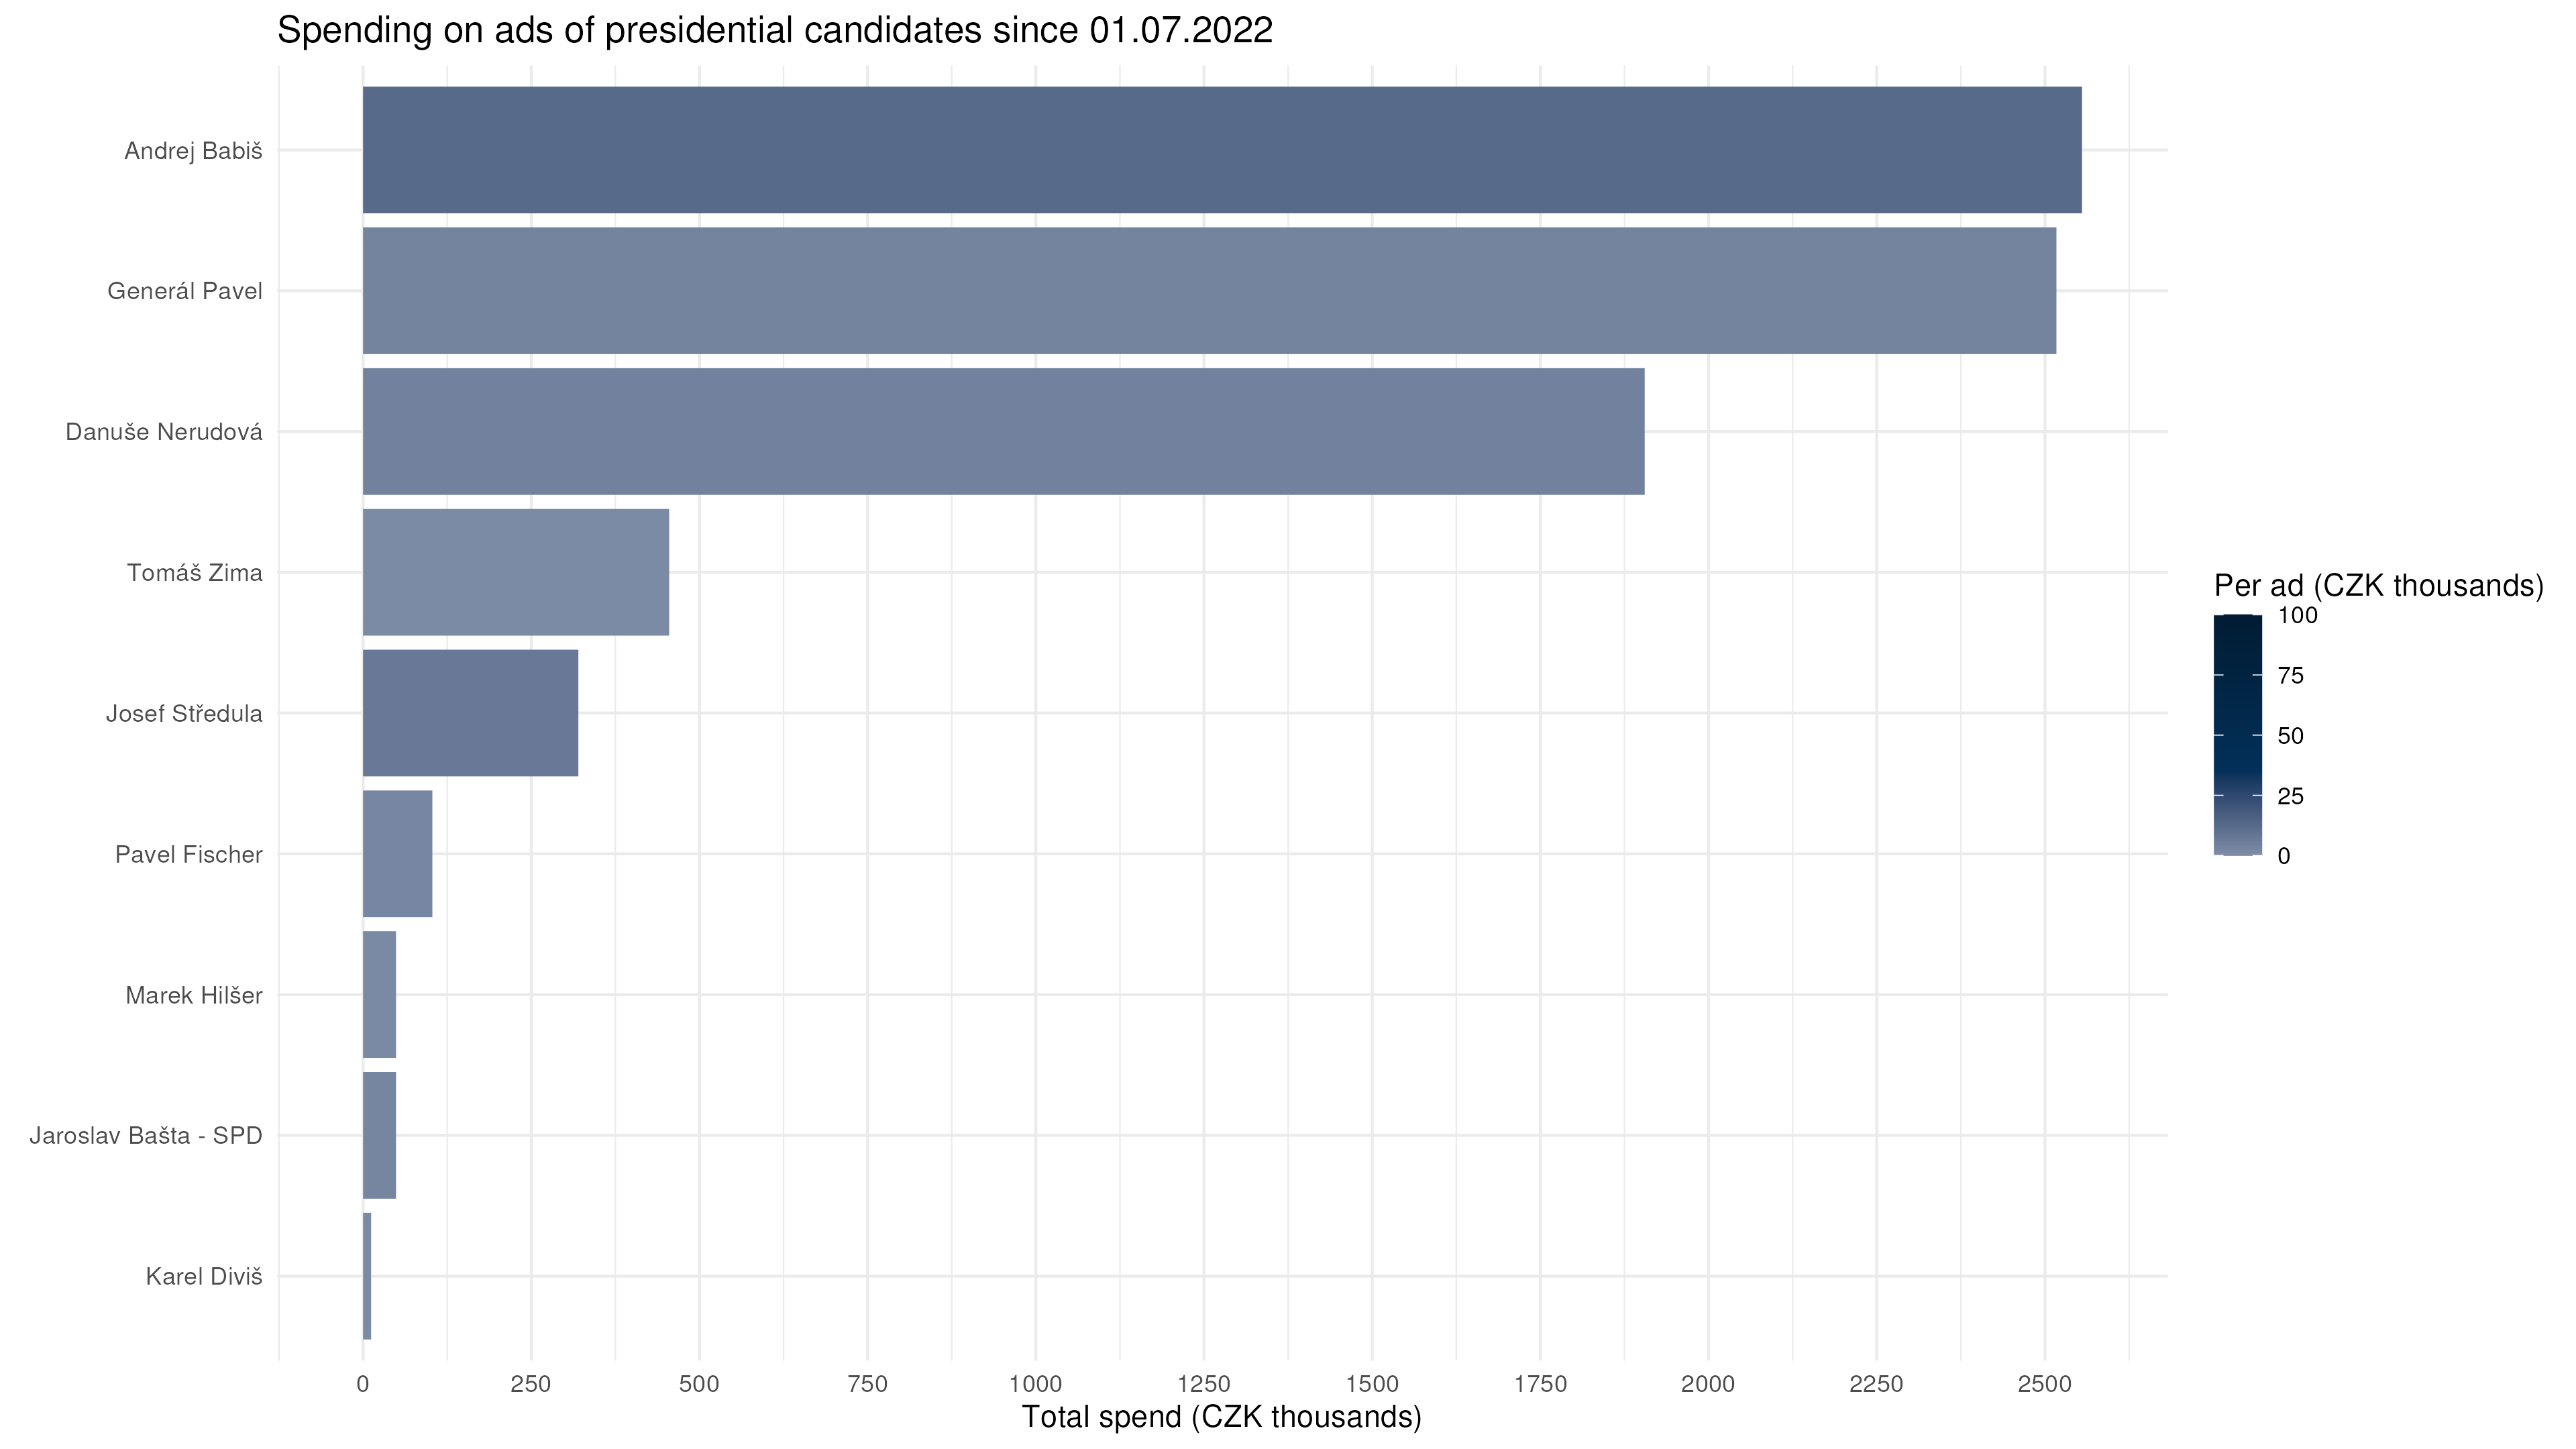 Spending on ads of presidential candidates since 01.07.2022
Andrej Babiš
Generál Pavel
Danuše Nerudová
Tomáš Zima
Josef Středula
Pavel Fischer
Marek Hilšer
Jaroslav Bašta - SPD
Karel Diviš
0 250 500 750 1000 1250 1500 1750 2000 2250 2500
Total spend (CZK thousands)
Per ad (CZK thousands)
100
75
50
25
0